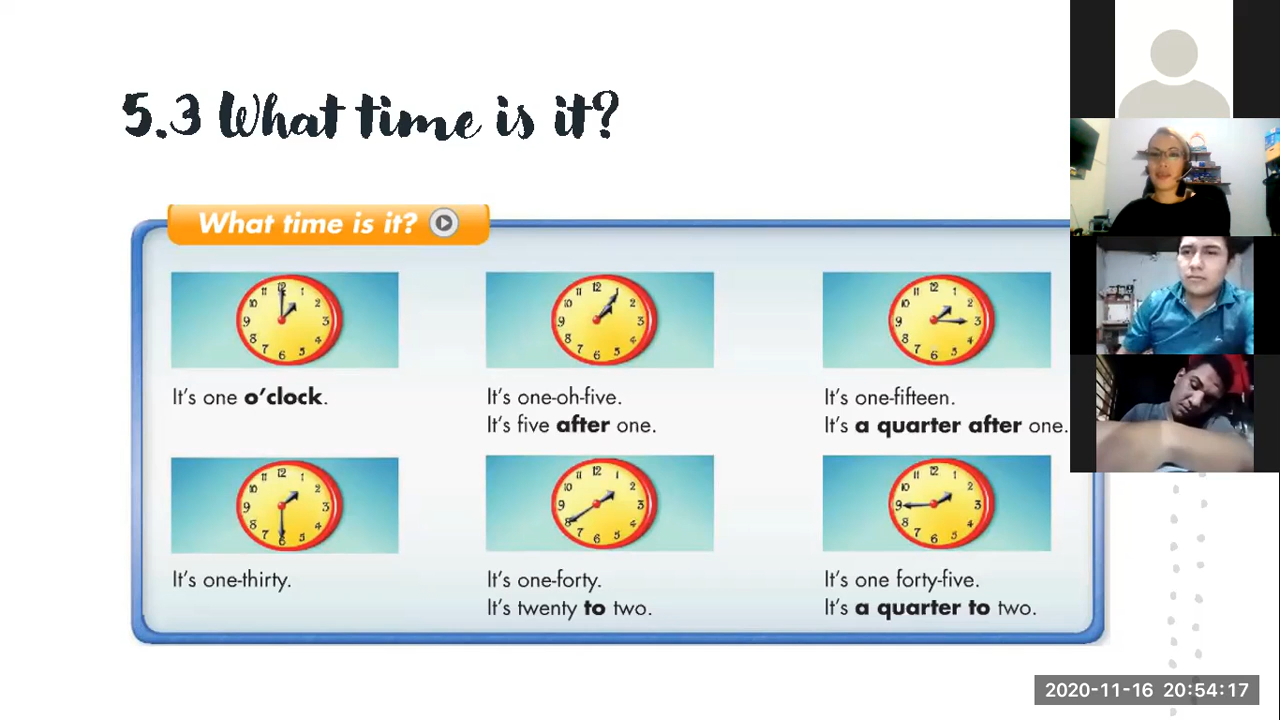 5.3 What time is it?
What time is it?
It's one o'clock.
It's one-oh-five.
It's five after one.
It's one-fifteen.
It's a quarter after one.
It's one-thirty.
It's one-forty.
It's twenty to two.
It's one forty-five.
It's a quarter to two.
2020-11-16 20:54:17